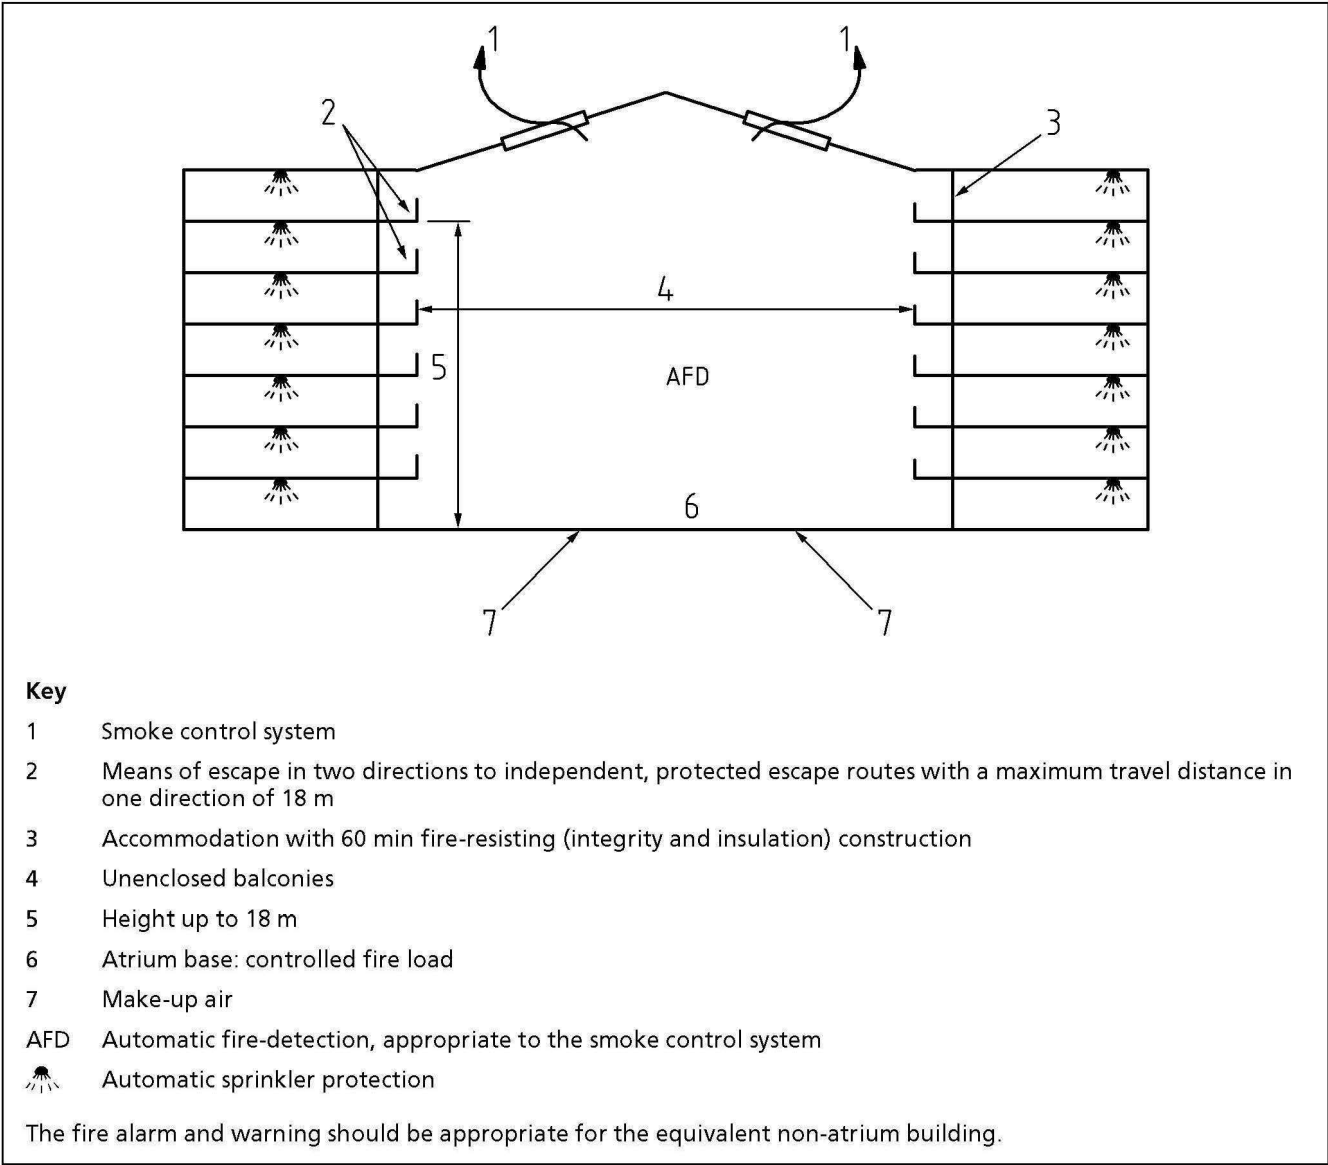 1 1
2
3
4
5
AFD
6
7 7
Key
1 Smoke control system
2 Means of escape in two directions to independent, protected escape routes with a maximum travel distance in
one direction of 18 m
3 Accommodation with 60 min fire-resisting (integrity and insulation) construction
4 Unenclosed balconies
5 Height up to 18 m
6 Atrium base: controlled fire load
7 Make-up air
AFD Automatic fire-detection, appropriate to the smoke control system
Automatic sprinkler protection
The fire alarm and warning should be appropriate for the equivalent non-atrium building.